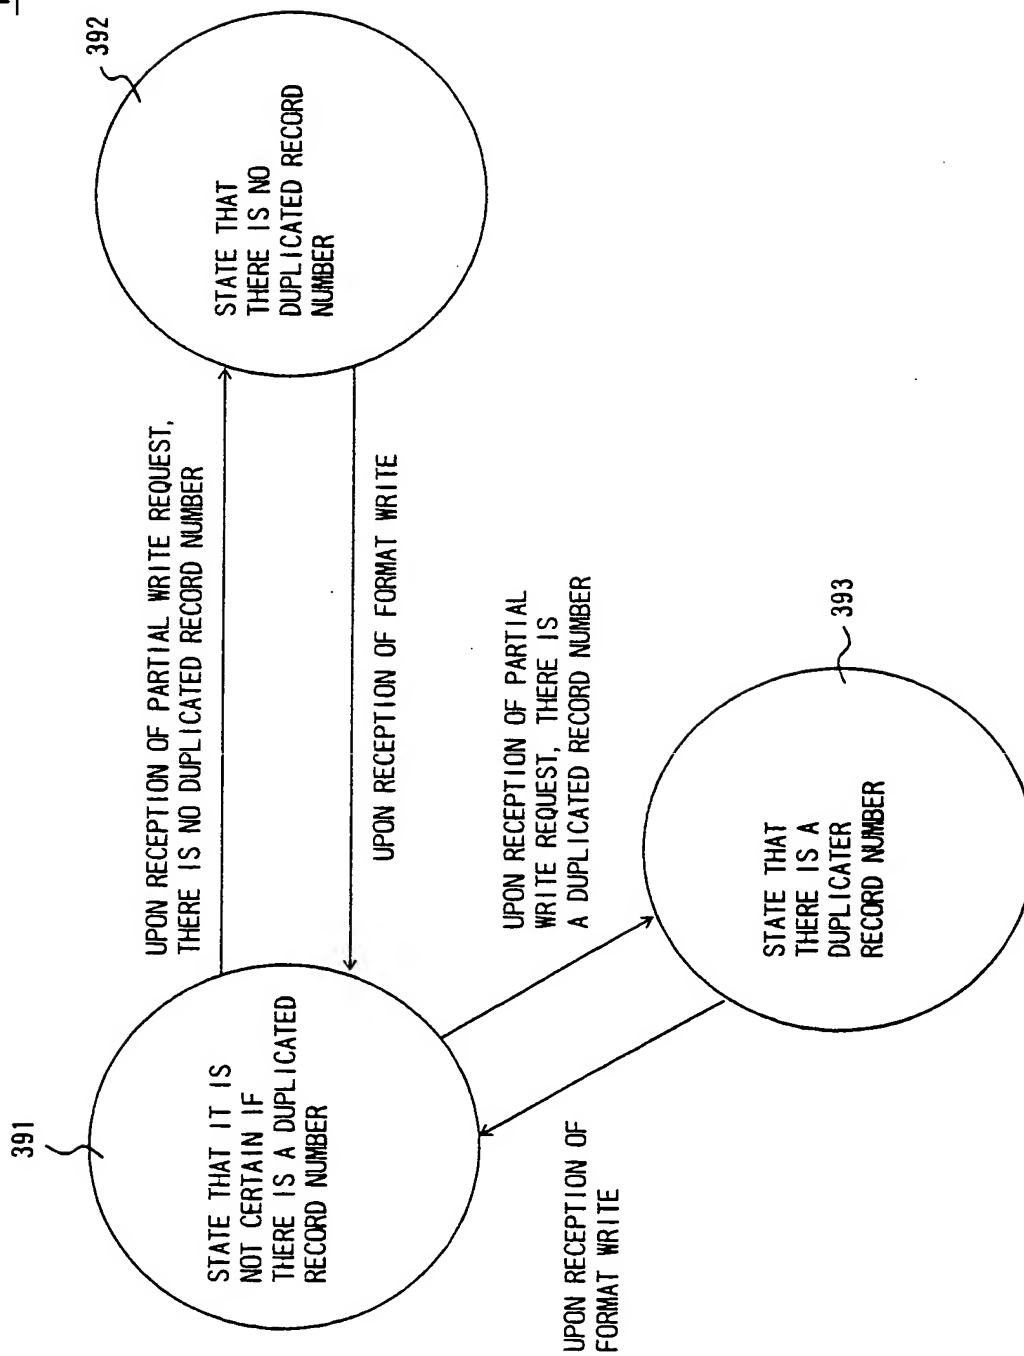 391
STATE THAT IT IS
NOT CERTAIN IF
THERE IS A DUPLICATED
RECORD NUMBER
UPON RECEPTION OF PARTIAL WRITE REQUEST,
THERE IS NO DUPLICATED RECORD NUMBER
UPON RECEPTION OF FORMAT WRITE
392
STATE THAT
THERE IS NO
DUPLICATED RECORD
NUMBER
UPON RECEPTION OF PARTIAL
WRITE REQUEST, THERE IS
A DUPLICATED RECORD NUMBER
UPON RECEPTION OF
FORMAT WRITE
STATE THAT
THERE IS A
DUPLICATER
RECORD NUMBER
393